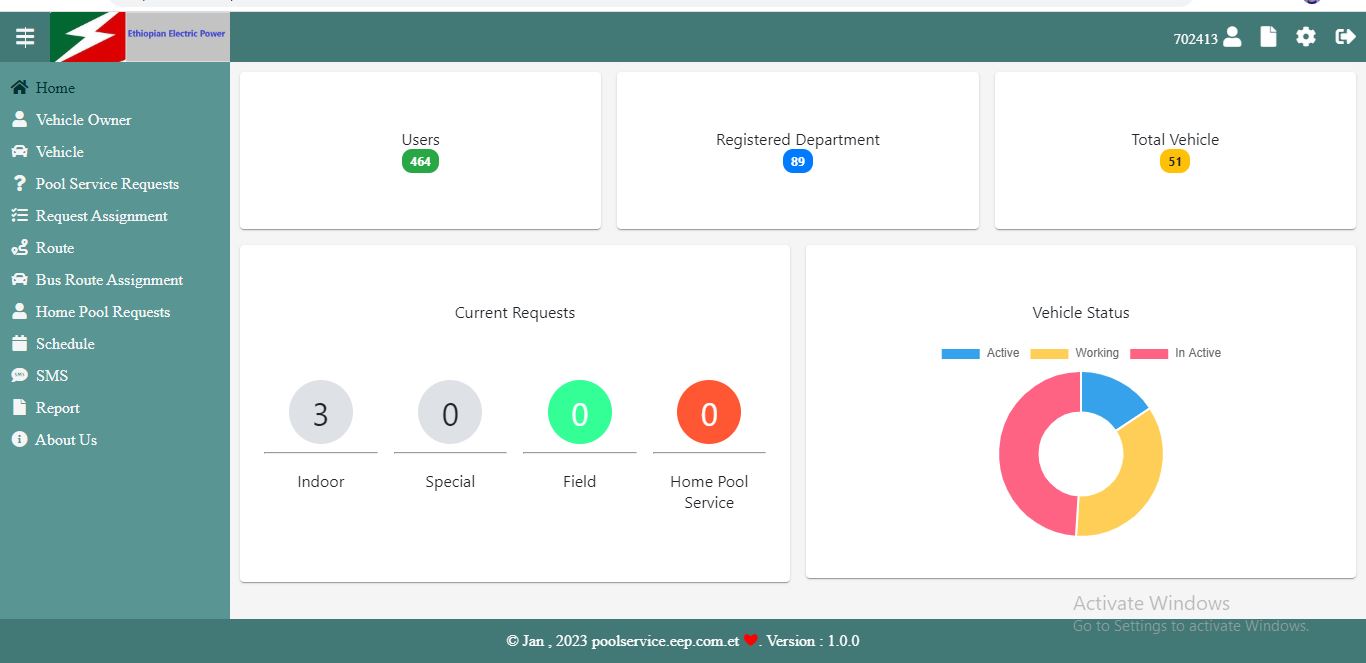 Ethiopian Electric Power
702413
Home
Vehicle Owner
Vehicle
Pool Service Requests
Request Assignment
Route
Bus Route Assignment
Home Pool Requests
Schedule
SMS
Report
About Us
Users
464
Registered Department
89
Total Vehicle
51
Current Requests
3
Indoor
0
Special
0
Field
0
Home Pool
Service
Vehicle Status
Active Working In Active
Activate Windows
Go to Settings to activate Windows.
© Jan , 2023 poolservice.eep.com.et ❤. Version : 1.0.0